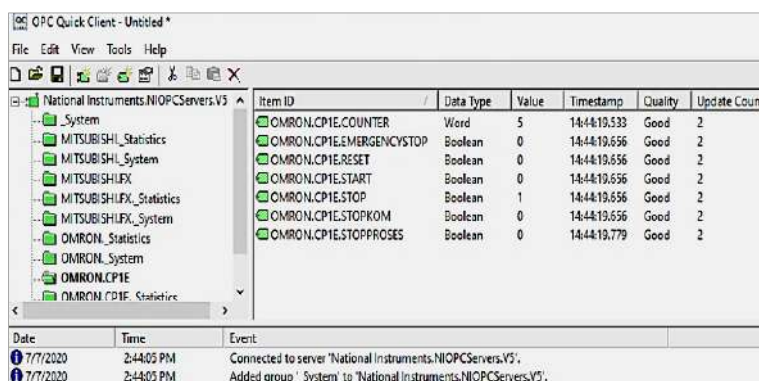 OPC Quick Client - Untitled *
File Edit View Tools Help
National Instruments.NIOPCServers.V5
_System
MITSUBISHI._Statistics
MITSUBISHI._System
MITSUBISHI.FX
MITSUBISHI.FX._Statistics
MITSUBISHI.FX._System
OMRON._Statistics
OMRON._System
OMRON.CP1E
OMRON.CP1E._Statistics
Item ID Data Type Value Timestamp Quality Update Coun
OMRON.CP1E.COUNTER Word 5 14:44:19.533 Good 2
OMRON.CP1E.EMERGENCYSTOP Boolean 0 14:44:19.656 Good 2
OMRON.CP1E.RESET Boolean 0 14:44:19.656 Good 2
OMRON.CP1E.START Boolean 0 14:44:19.656 Good 2
OMRON.CP1E.STOP Boolean 1 14:44:19.656 Good 2
OMRON.CP1E.STOPKOM Boolean 0 14:44:19.656 Good 2
OMRON.CP1E.STOPPROSES Boolean 0 14:44:19.779 Good 2
Date Time Event
7/7/2020 2:44:05 PM Connected to server 'National Instruments.NIOPCServers.V5'.
7/7/2020 2:44:05 PM Added group '_System' to 'National Instruments.NIOPCServers.V5'.